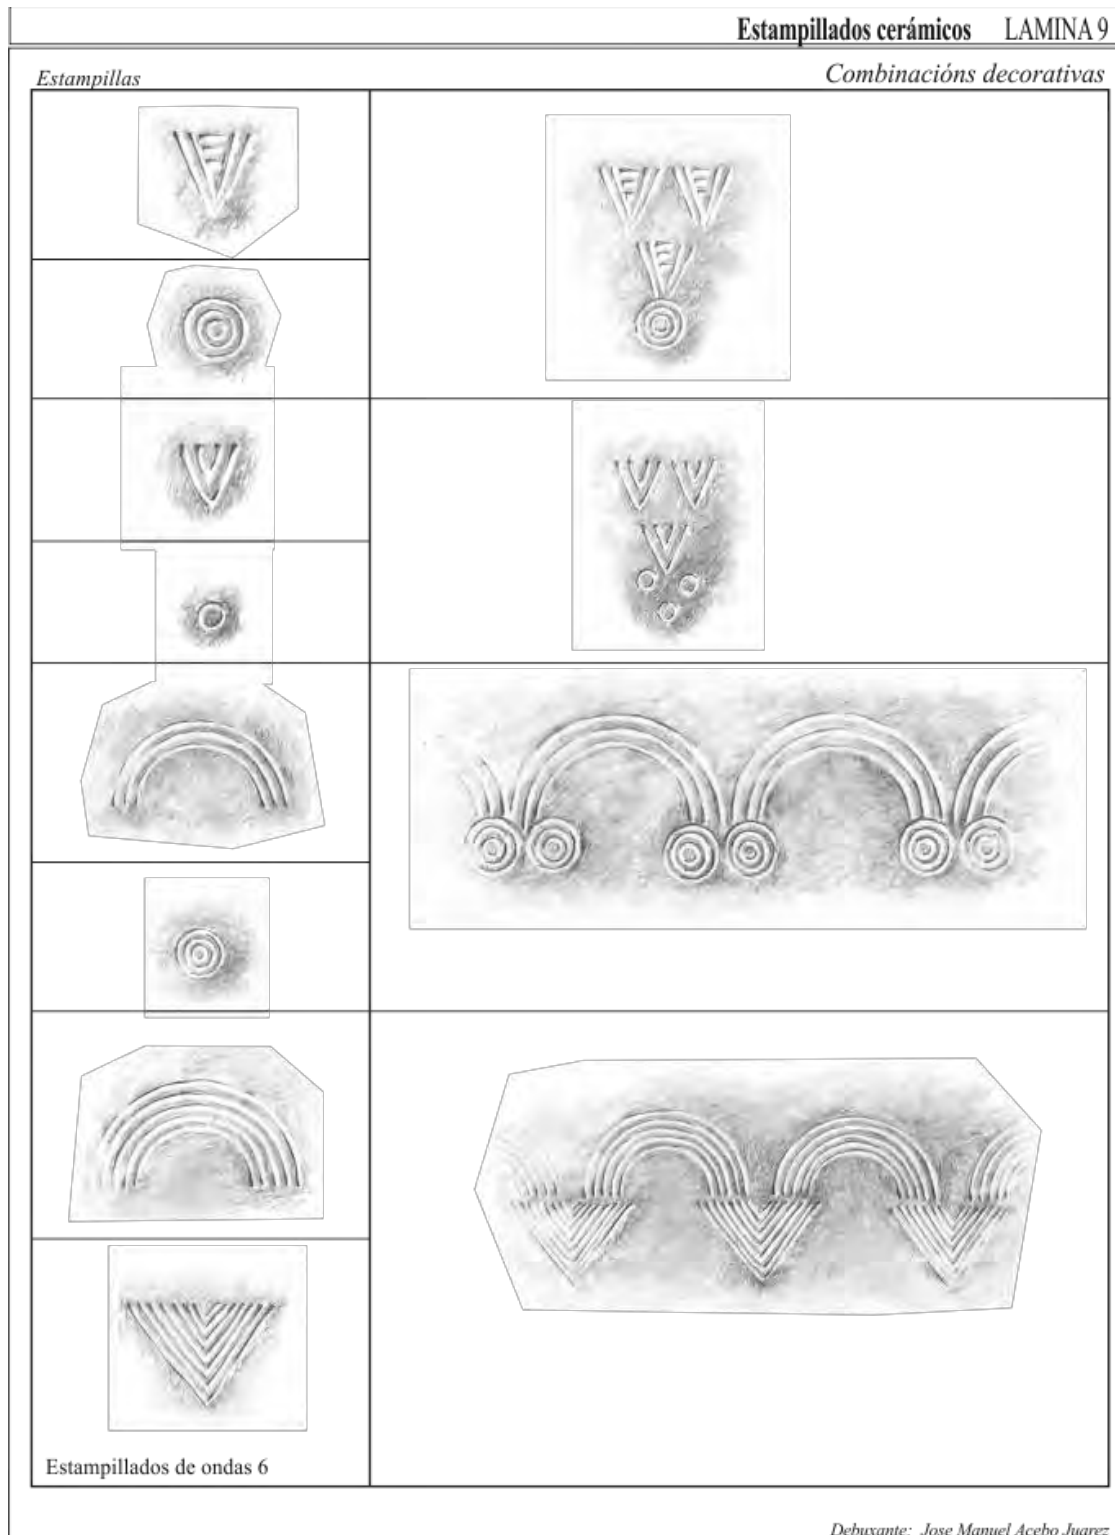 Estampillados cerámicos LAMINA 9
Estampillas
Combinacións decorativas
Estampillados de ondas 6
Debuxante: Jose Manuel Acebo Juarez